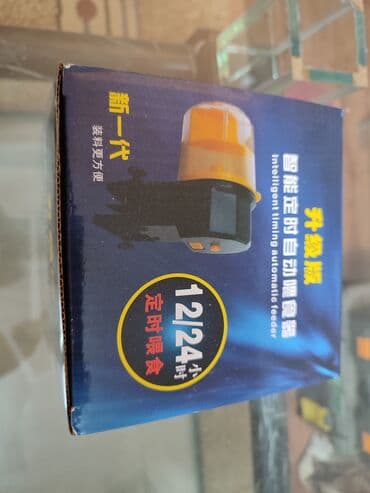 升级版
智能定时自动喂食器
Intelligent timing automatic feeder
新一代
装料更方便
12/24小时
定时喂食